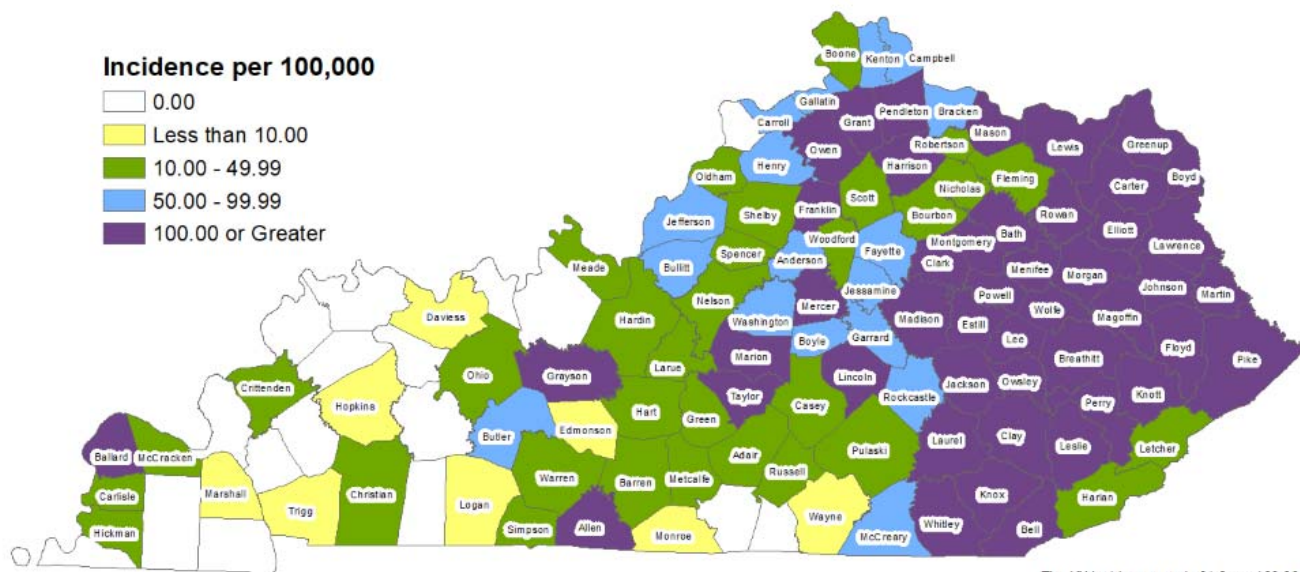 Incidence per 100,000
0.00
Less than 10.00
10.00 - 49.99
50.00 - 99.99
100.00 or Greater
Boone
Kenton
Campbell
Gallatin
Carroll
Grant
Pendleton
Bracken
Mason
Owen
Robertson
Lewis
Greenup
Henry
Harrison
Boyd
Oldham
Fleming
Carter
Nicholas
Scott
Franklin
Shelby
Bourbon
Rowan
Jefferson
Elliott
Bath
Woodford
Fayette
Montgomery
Lawrence
Spencer
Anderson
Clark
Bullitt
Menifee
Morgan
Meade
Jessamine
Johnson
Powell
Martin
Nelson
Mercer
Wolfe
Daviess
Hardin
Washington
Madison
Estill
Magoffin
Boyle
Garrard
Lee
Floyd
Marion
Breathitt
Pike
Larue
Ohio
Grayson
Lincoln
Jackson
Owsley
Crittenden
Taylor
Rockcastle
Knott
Perry
Hopkins
Casey
Hart
Green
Edmonson
Butler
Laurel
Clay
Leslie
Letcher
Ballard
McCracken
Pulaski
Adair
Russell
Warren
Barren
Metcalfe
Carlisle
Marshall
Christian
Knox
Harlan
Trigg
Logan
Wayne
Hickman
Simpson
Allen
Monroe
McCreary
Whitley
Bell